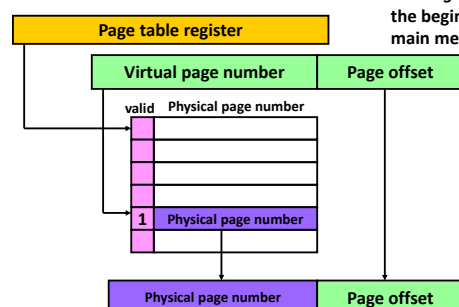 the begin
main me
Page table register
Virtual page number Page offset
valid Physical page number
1 Physical page number
Physical page number Page offset